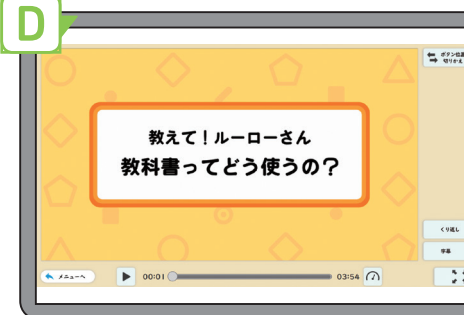 D
ボタン位置
切りかえ
教えて!ルーローさん
教科書ってどう使うの?
くり返し
字幕
メニューへ
00:01
03:54